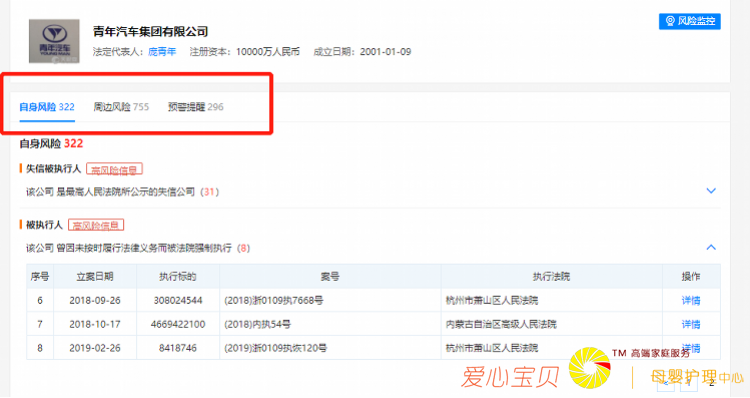 青年汽车集团有限公司
风险监控
青年汽车
YOUNG MAN
法定代表人：庞青年 注册资本：10000万人民币 成立日期：2001-01-09
自身风险 322 周边风险 755 预警提醒 296
自身风险 322
失信被执行人 高风险信息
该公司 是最高人民法院所公示的失信公司（31）
被执行人 高风险信息
该公司 曾因未按时履行法律义务而被法院强制执行（8）
序号 立案日期 执行标的 案号 执行法院 操作
6 2018-09-26 308024544 (2018)浙0109执7668号 杭州市萧山区人民法院 详情
7 2018-10-17 4669422100 (2018)内执54号 内蒙古自治区高级人民法院 详情
8 2019-02-26 8418746 (2019)浙0109执恢120号 杭州市萧山区人民法院 详情
TM 高端家庭服务
爱心宝贝 母婴护理中心
< 1 2